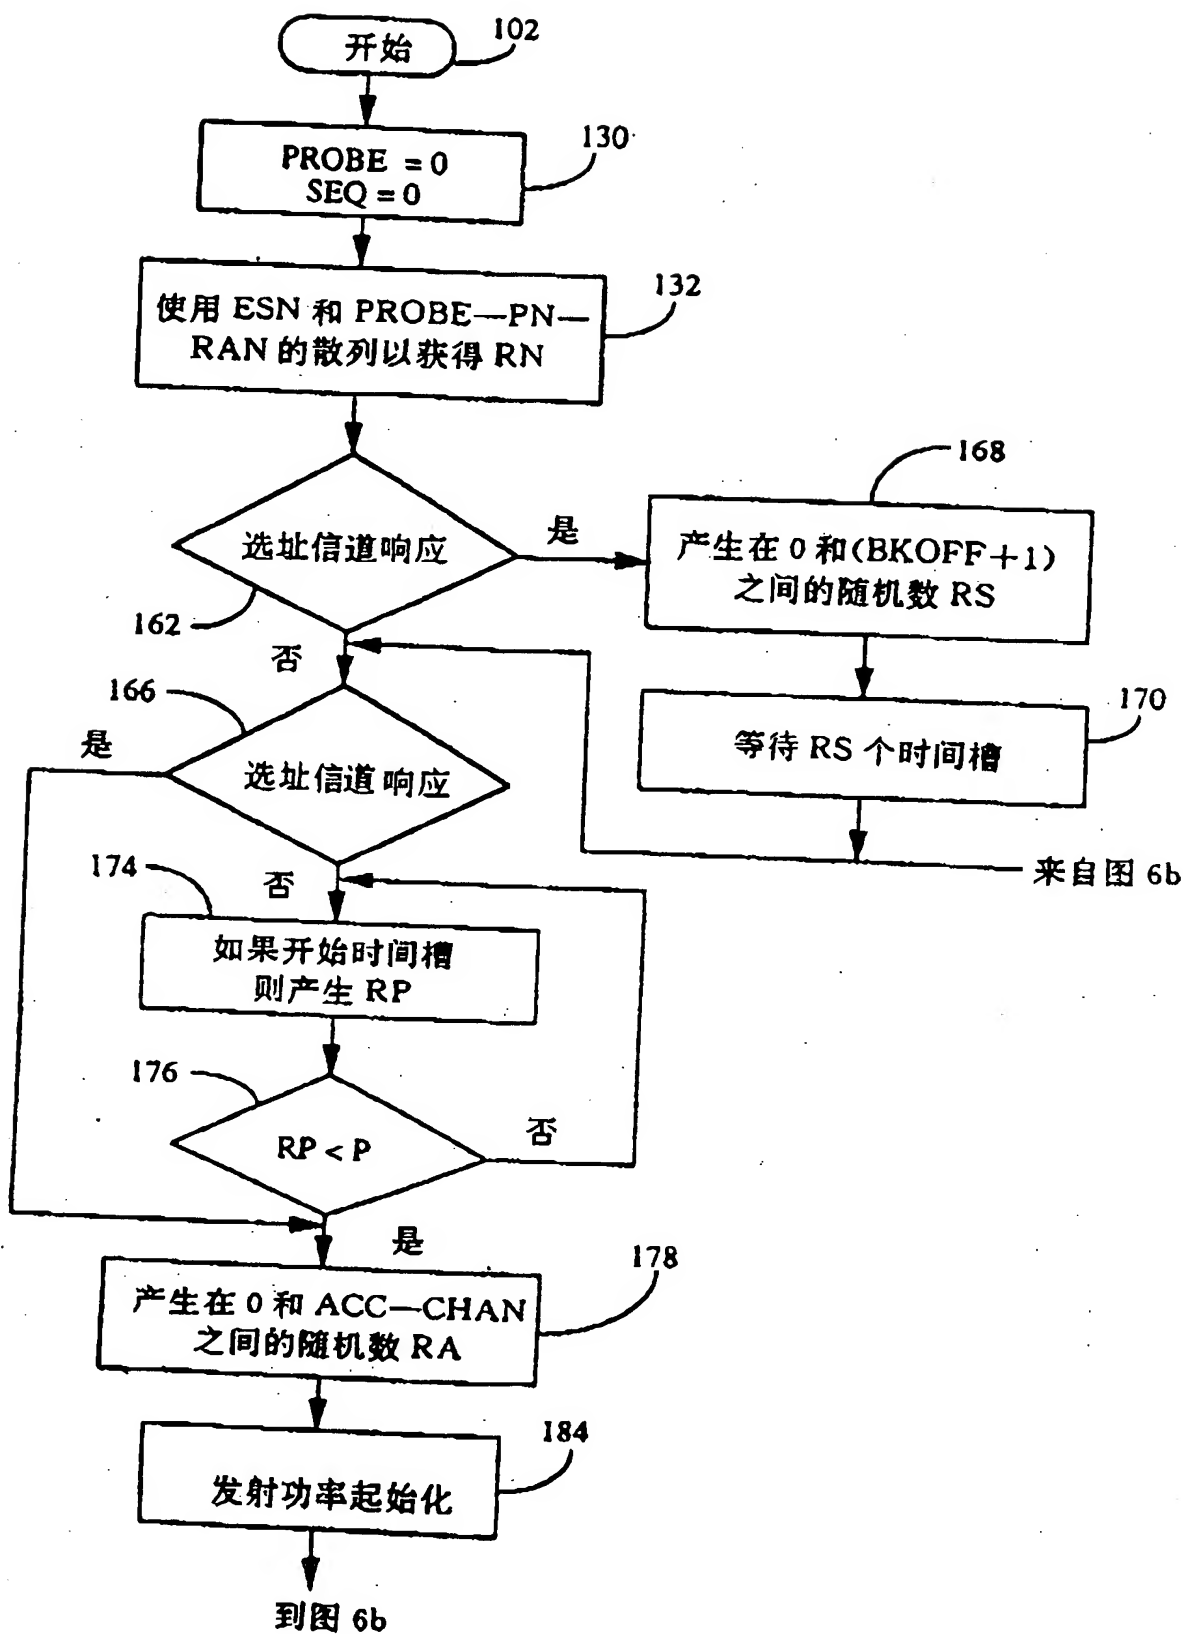 开始
102
PROBE = 0
SEQ = 0
130
使用 ESN 和 PROBE—PN—
RAN 的散列以获得 RN
132
选址信道响应
162
是
否
产生在 0 和(BKOFF+1)
之间的随机数 RS
168
等待 RS 个时间槽
170
来自图 6b
166
选址信道响应
是
否
174
如果开始时间槽
则产生 RP
176
RP < P
否
是
产生在 0 和 ACC—CHAN
之间的随机数 RA
178
发射功率起始化
184
到图 6b